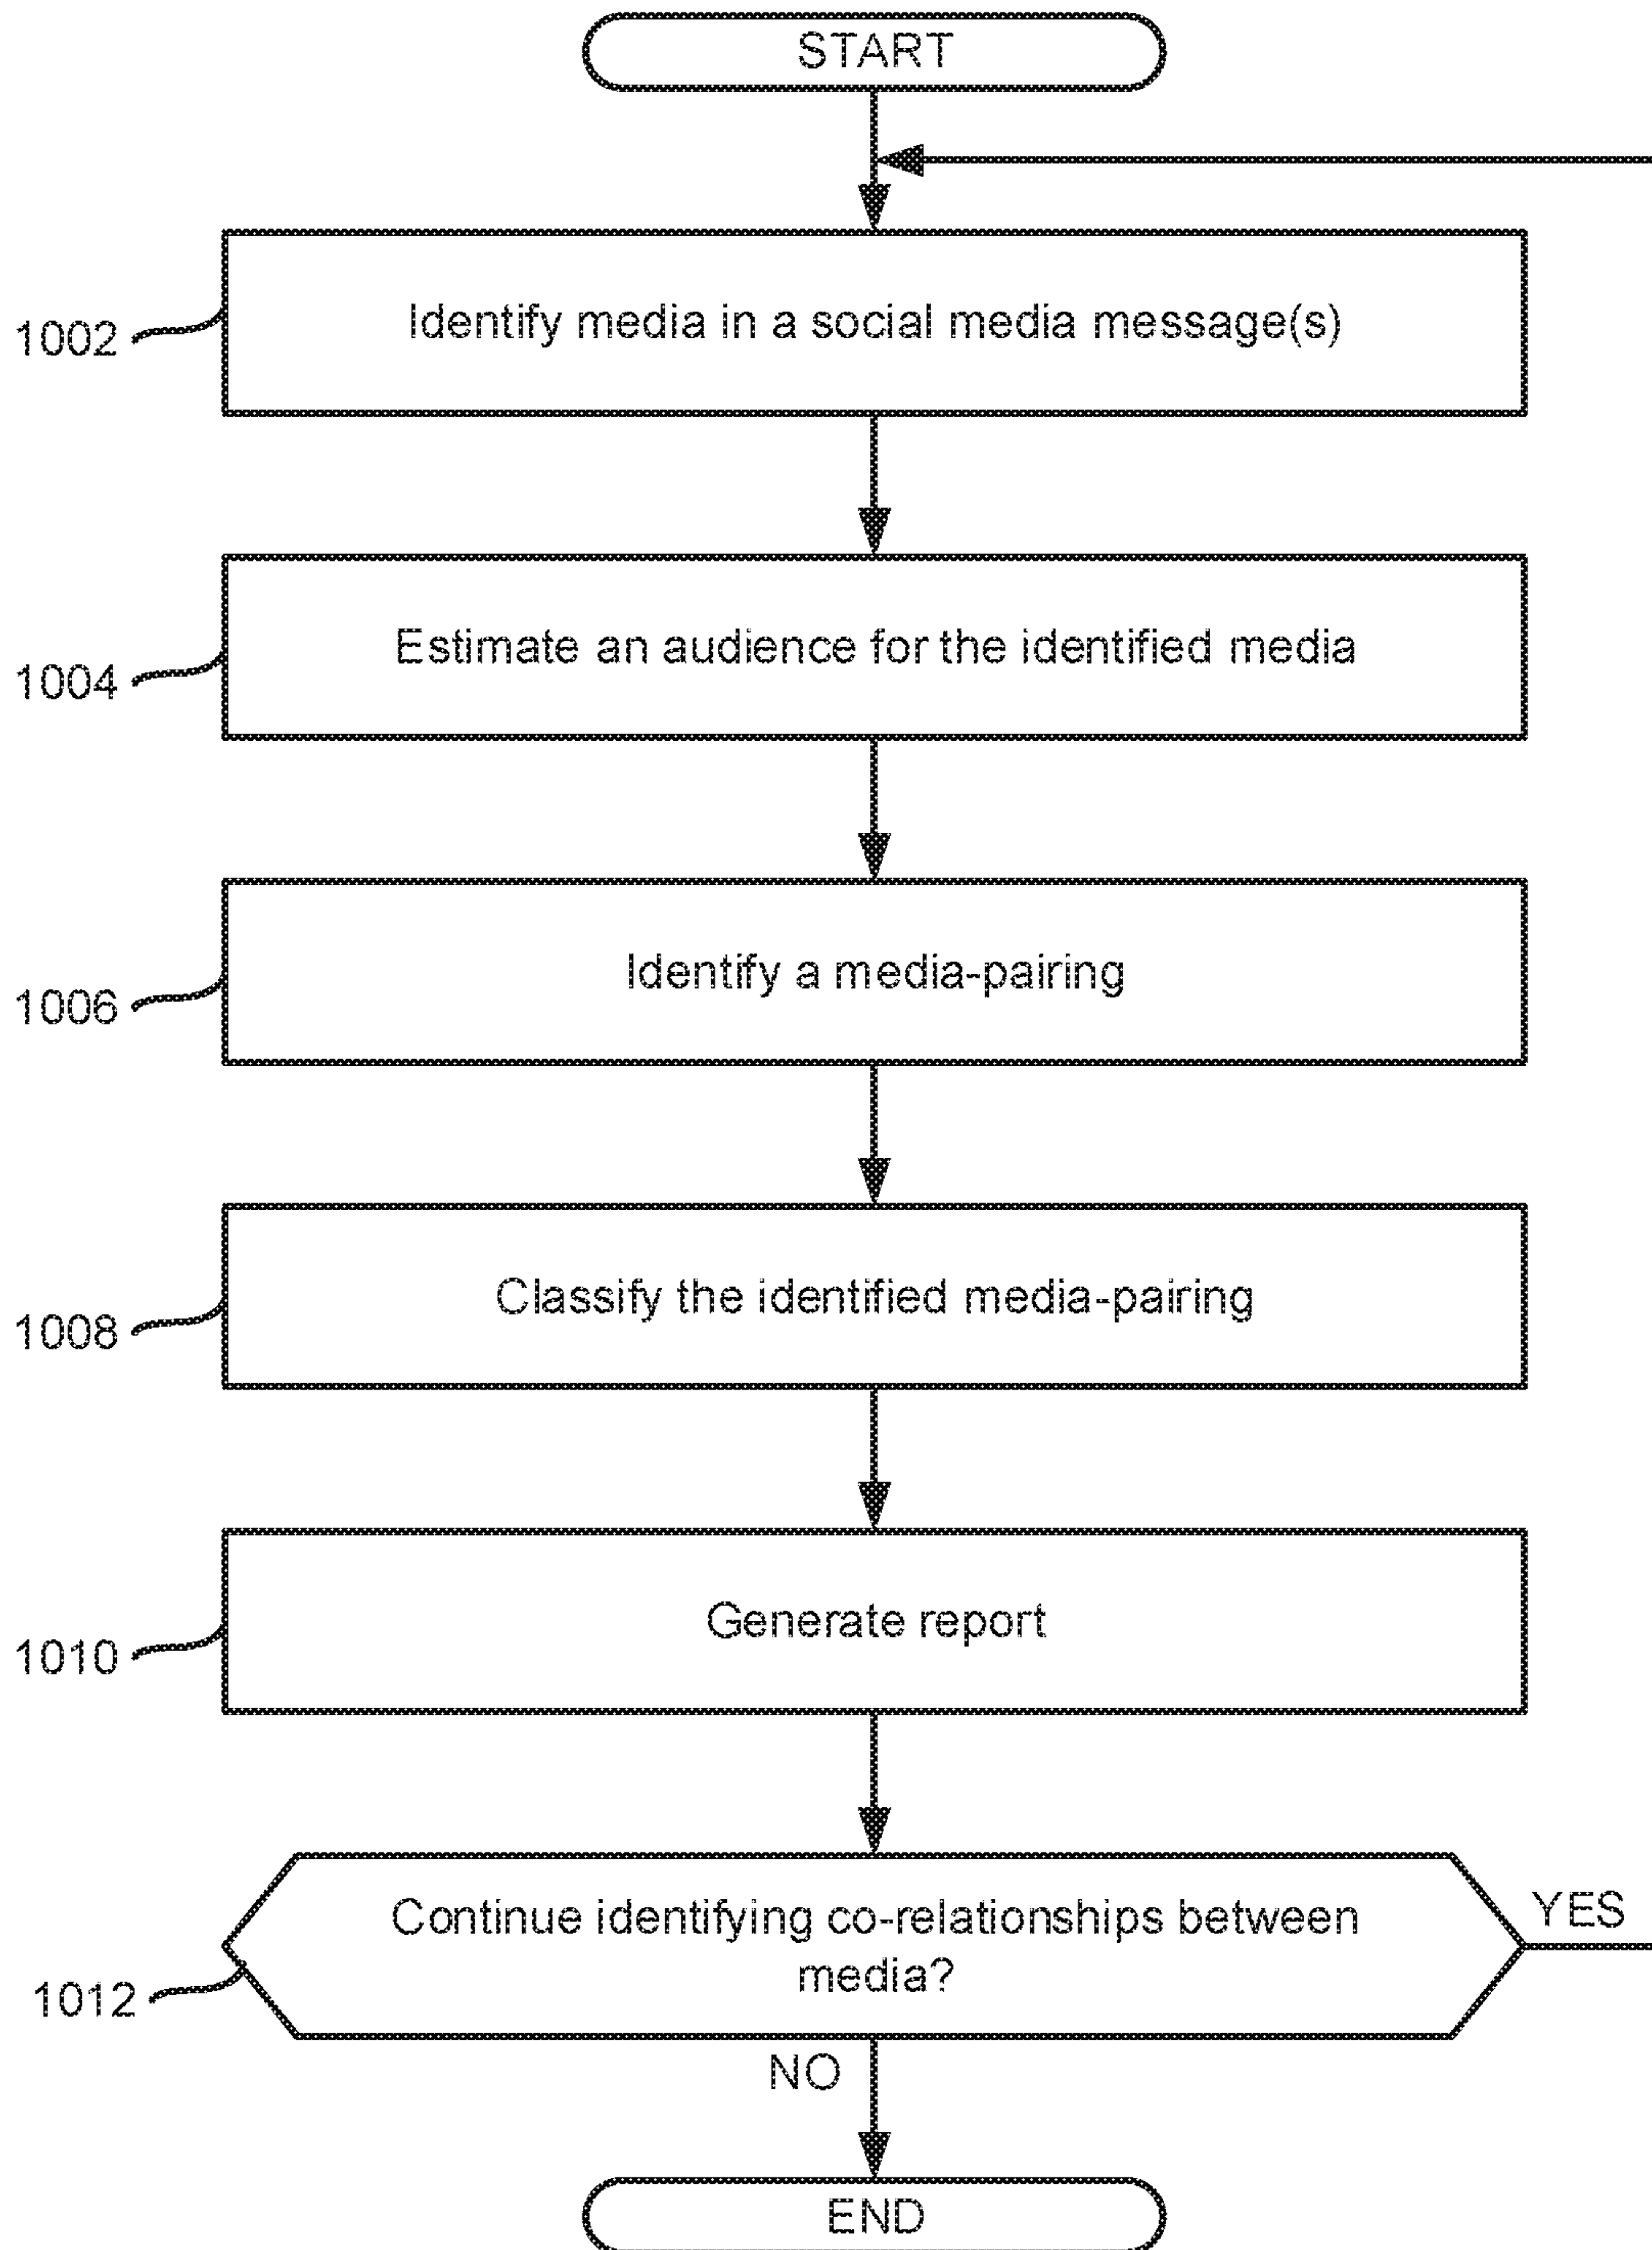 START
Identify media in a social media message(s)
1002
Estimate an audience for the identified media
1004
Identify a media-pairing
1006
Classify the identified media-pairing
1008
Generate report
1010
Continue identifying co-relationships between
media?
YES
1012
NO
END